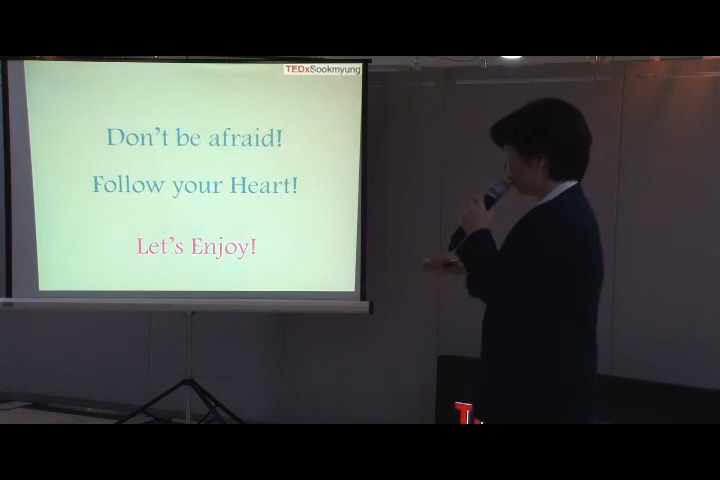 TEDxSookmyung
Don't be afraid!
Follow your Heart!
Let's Enjoy!